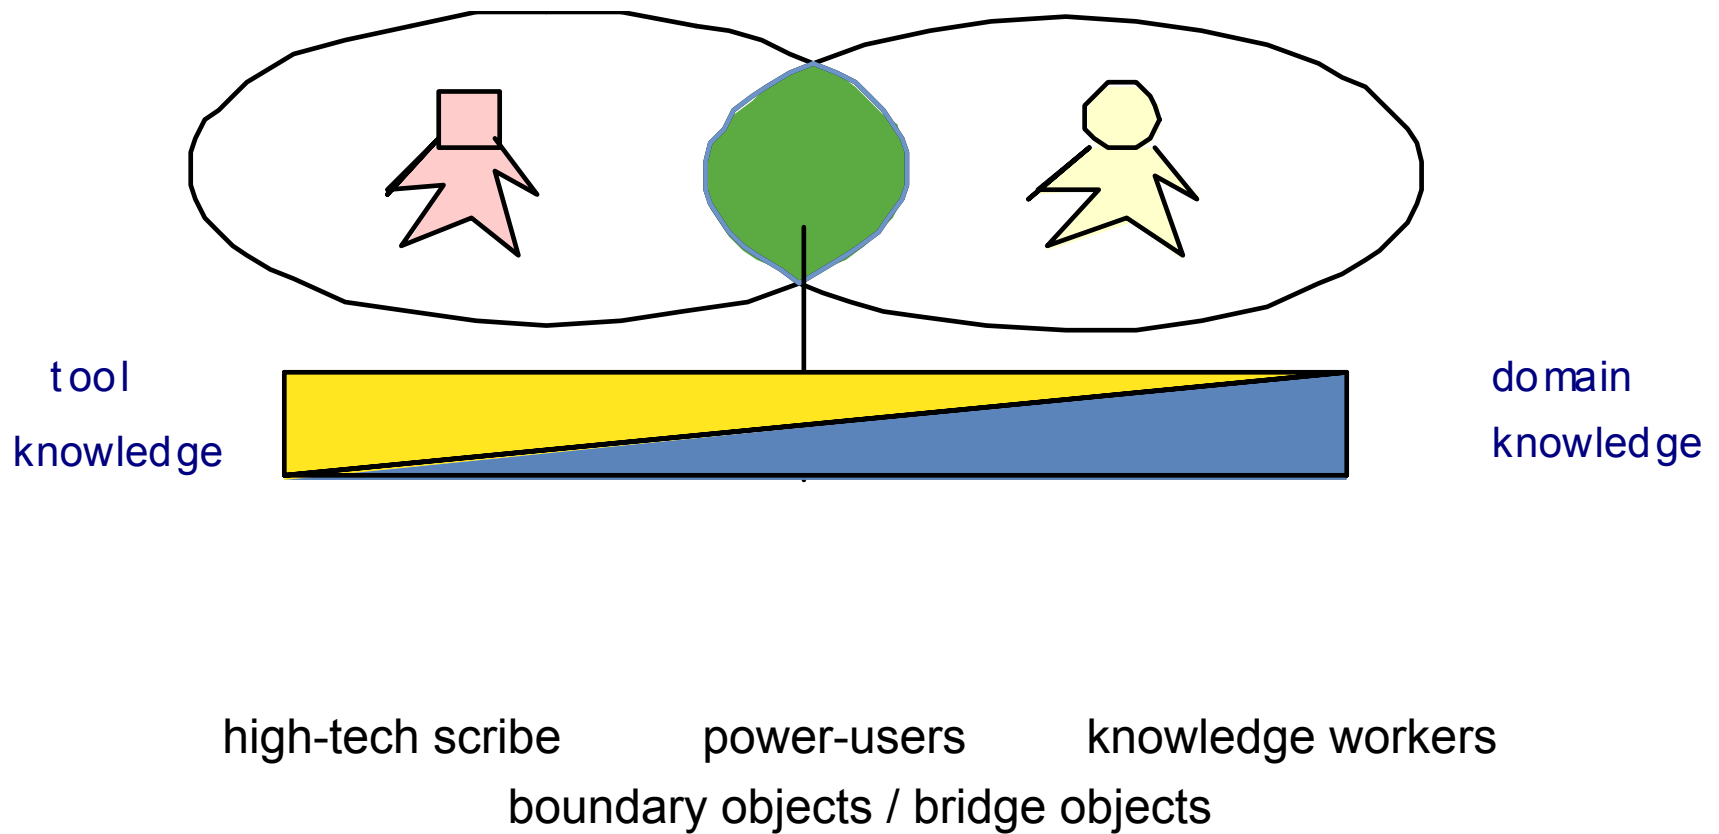 tool
knowledge
domain
knowledge
high-tech scribe power-users knowledge workers
boundary objects / bridge objects